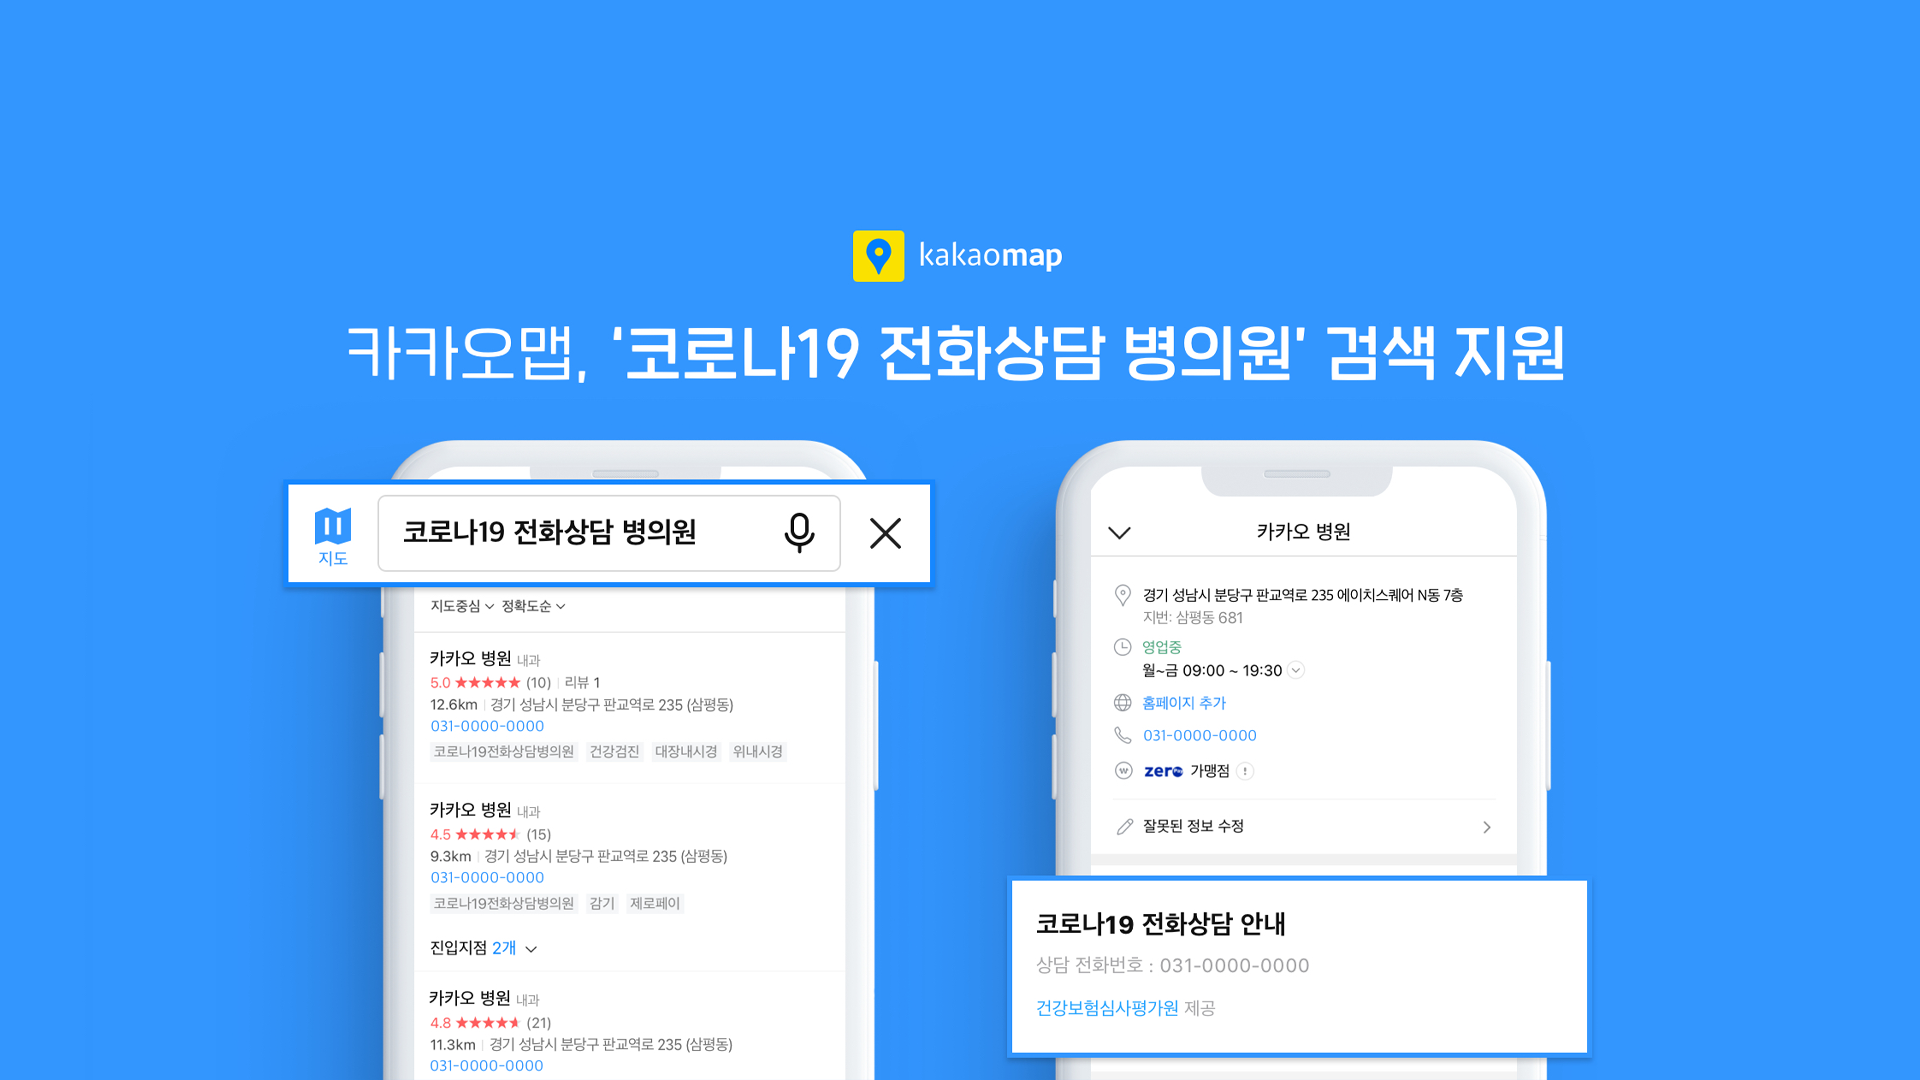 kakaomap
카카오맵, ‘코로나19 전화상담 병의원’ 검색 지원
지도
코로나19 전화상담 병의원
지도중심 정확도순
카카오 병원 내과
5.0 ★★★★★ (10) 리뷰 1
12.6km 경기 성남시 분당구 판교역로 235 (삼평동)
031-0000-0000
코로나19전화상담병의원 건강검진 대장내시경 위내시경
카카오 병원 내과
4.5 ★★★★★ (15)
9.3km 경기 성남시 분당구 판교역로 235 (삼평동)
031-0000-0000
코로나19전화상담병의원 감기 제로페이
진입지점 2개
카카오 병원 내과
4.8 ★★★★★ (21)
11.3km 경기 성남시 분당구 판교역로 235 (삼평동)
031-0000-0000
카카오 병원
경기 성남시 분당구 판교역로 235 에이치스퀘어 N동 7층
지번: 삼평동 681
영업중
월~금 09:00 ~ 19:30
홈페이지 추가
031-0000-0000
zero 가맹점
잘못된 정보 수정
코로나19 전화상담 안내
상담 전화번호 : 031-0000-0000
건강보험심사평가원 제공